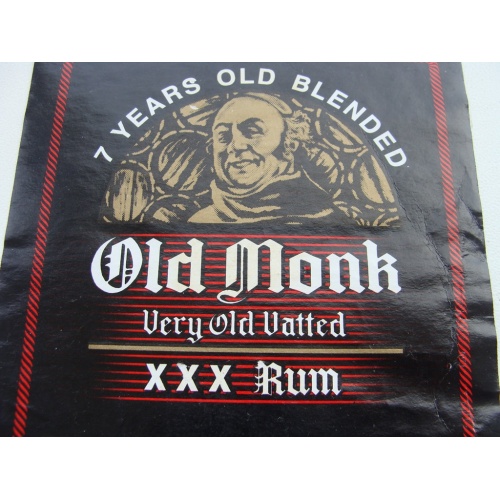 7 YEARS OLD BLENDED
Old Monk
Very Old Vatted
XXX Rum